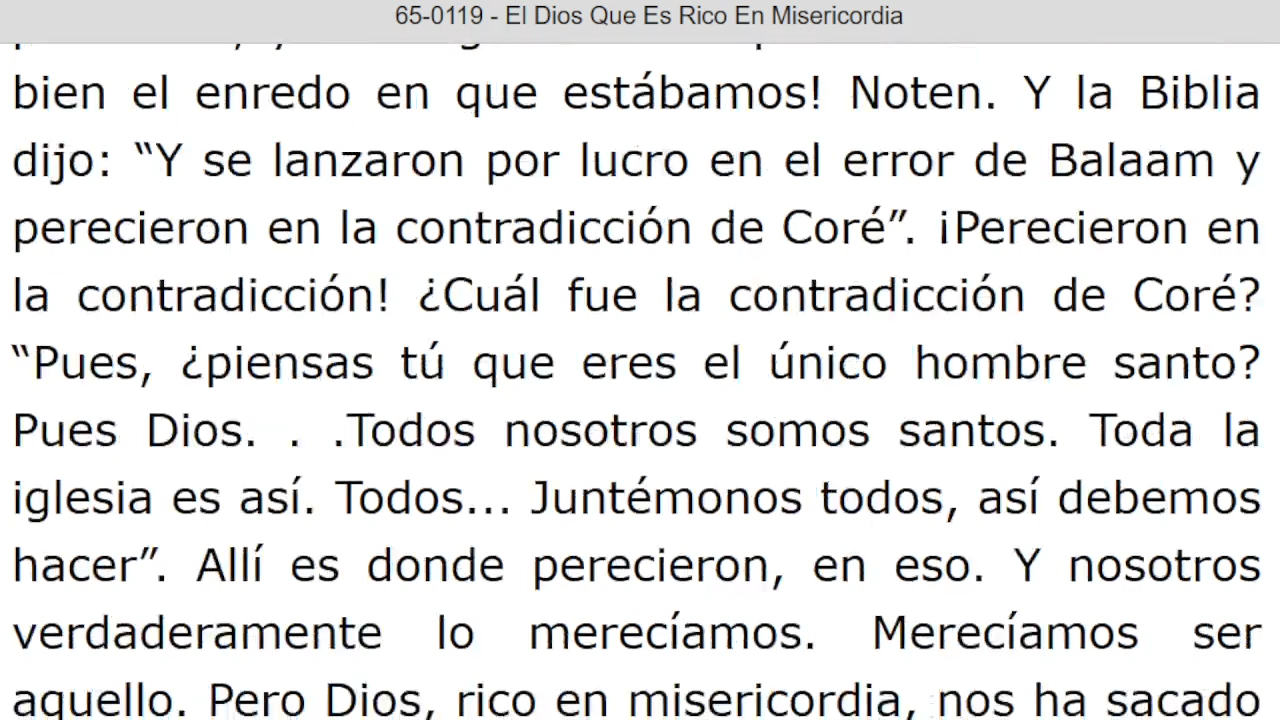 65-0119 - El Dios Que Es Rico En Misericordia
bien el enredo en que estábamos! Noten. Y la Biblia
dijo: “Y se lanzaron por lucro en el error de Balaam y
perecieron en la contradicción de Coré”. ¡Perecieron en
la contradicción! ¿Cuál fue la contradicción de Coré?
“Pues, ¿piensas tú que eres el único hombre santo?
Pues Dios. . .Todos nosotros somos santos. Toda la
iglesia es así. Todos... Juntémonos todos, así debemos
hacer”. Allí es donde perecieron, en eso. Y nosotros
verdaderamente lo merecíamos. Merecíamos ser
aquello. Pero Dios, rico en misericordia, nos ha sacado